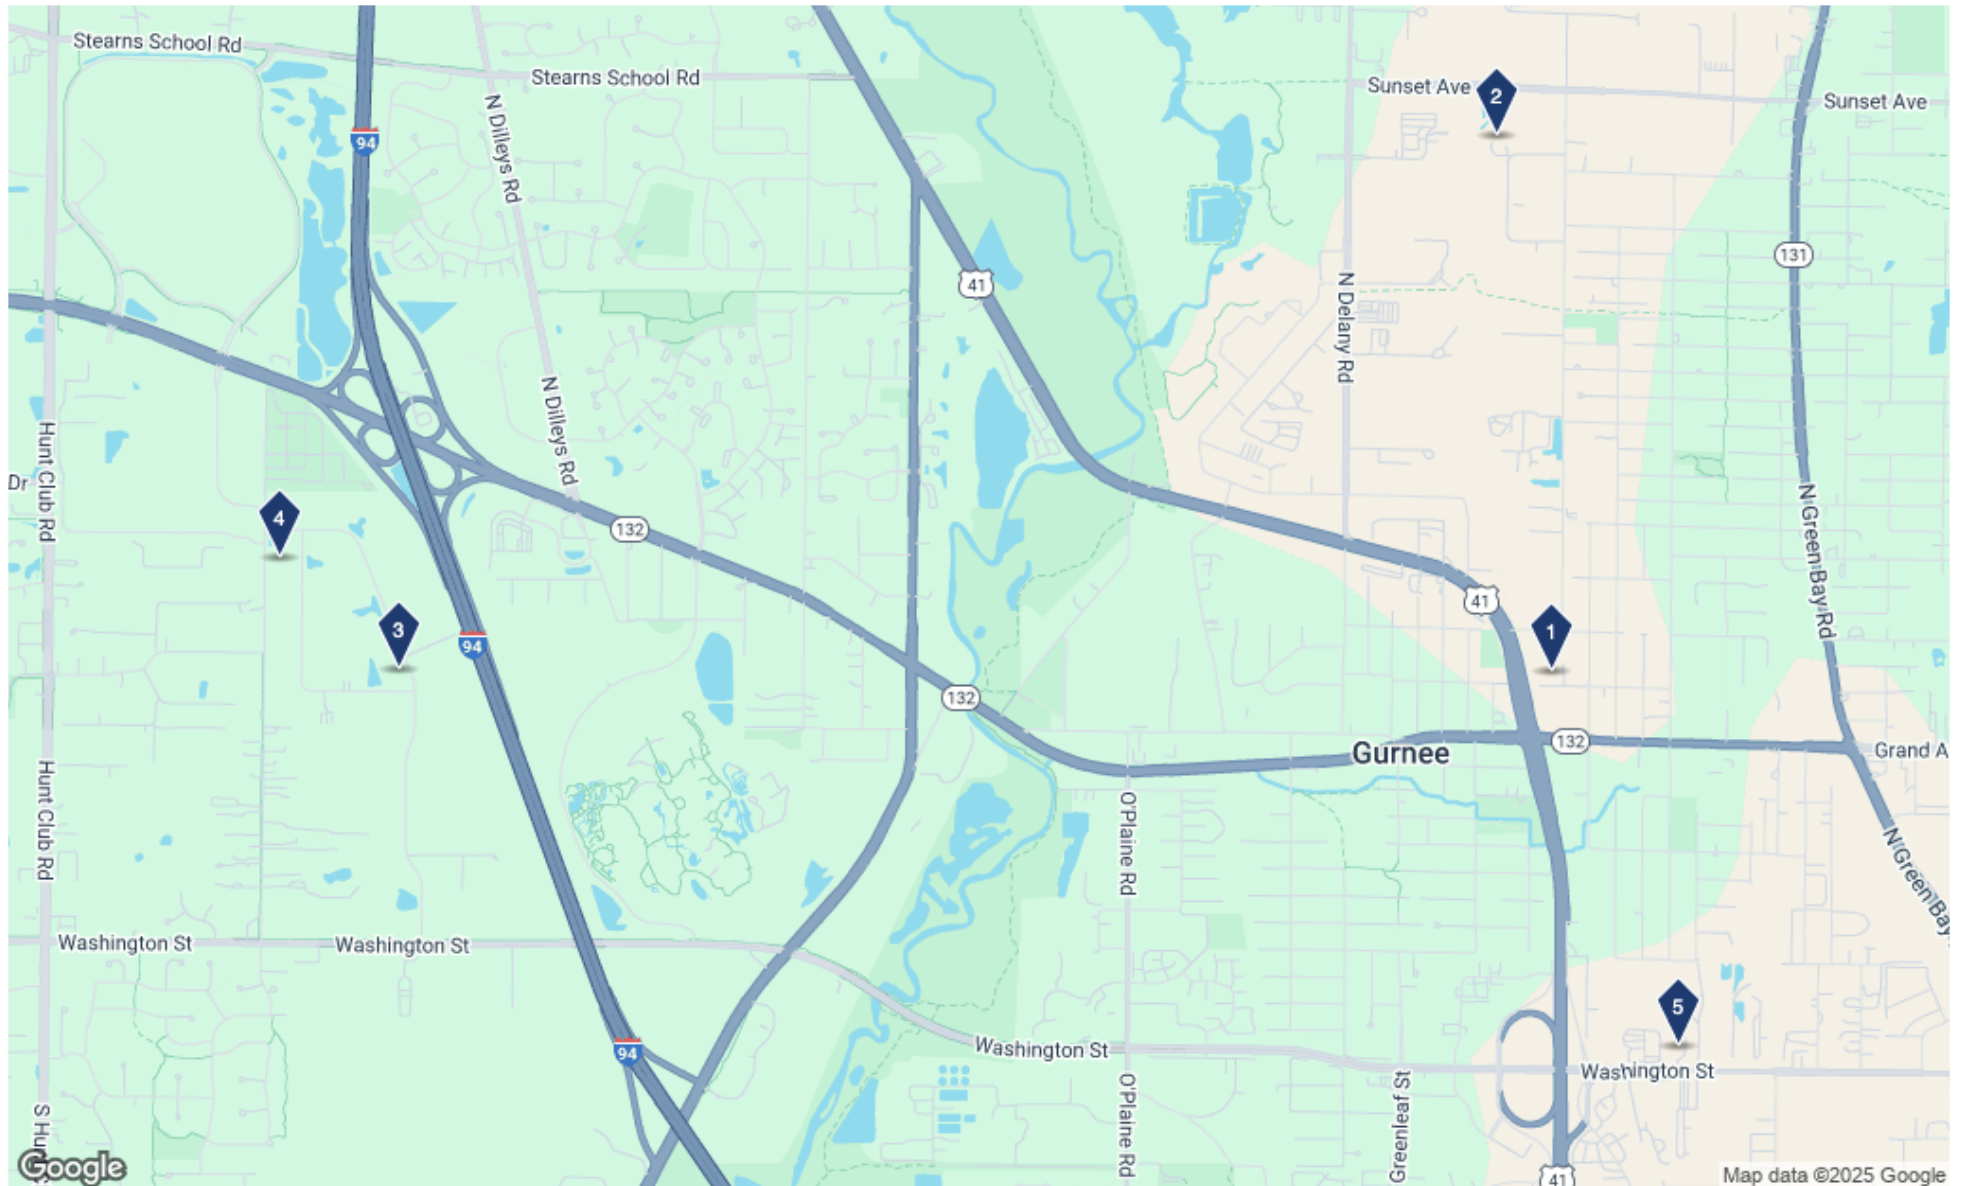 Stearns School Rd
Stearns School Rd
N Dilleys Rd
94
Sunset Ave
2
Sunset Ave
131
41
N Delany Rd
N Dilleys Rd
Hunt Club Rd
Dr
4
132
N Green Bay Rd
41
3
94
1
132
132
Gurnee
Grand A
Hunt Club Rd
O'Plaine Rd
N Green Bay
Washington St
Washington St
5
94
Washington St
Washington St
O'Plaine Rd
Greenleaf St
S Hu
41
Google
Map data ©2025 Google